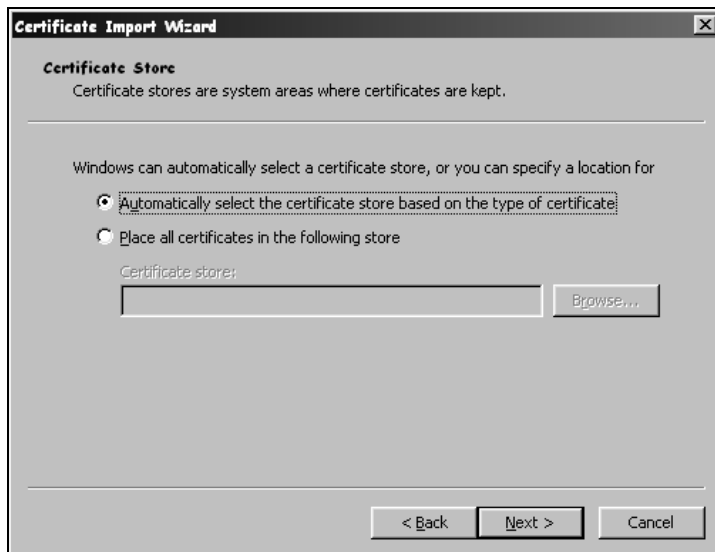 Certificate Import Wizard
Certificate Store
Certificate stores are system areas where certificates are kept.
Windows can automatically select a certificate store, or you can specify a location for
Automatically select the certificate store based on the type of certificate
Place all certificates in the following store
Certificate store:
Browse...
< Back Next > Cancel